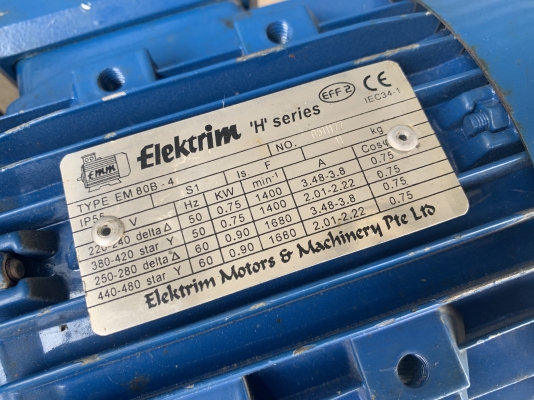 EMM Elektrim 'H' series EFF 2 CE
IEC34-1
TYPE EM 80B - 4 NO.
IP55 S1 Is F kg
V Hz KW min-1 A Cosφ
220-240 delta Δ 50 0.75 1400 3.48-3.8 0.75
380-420 star Y 50 0.75 1400 2.01-2.22 0.75
250-280 delta Δ 60 0.90 1680 3.48-3.8 0.75
440-480 star Y 60 0.90 1680 2.01-2.22 0.75
Elektrim Motors & Machinery Pte Ltd